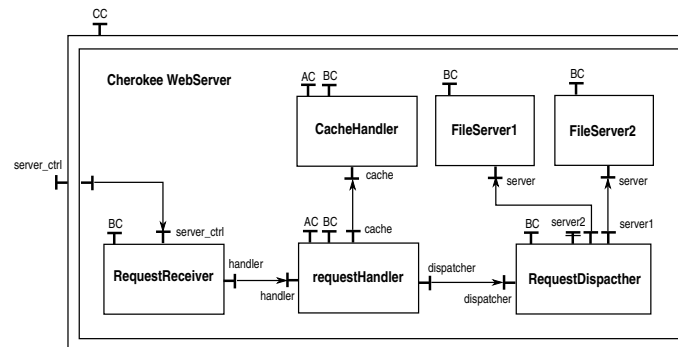 CC
Cherokee WebServer
AC BC
CacheHandler
BC
FileServer1
BC
FileServer2
server_ctrl
cache
server
server
BC
server_ctrl
RequestReceiver
AC BC
cache
requestHandler
BC
server2
server1
RequestDispacther
handler
handler
dispatcher
dispatcher